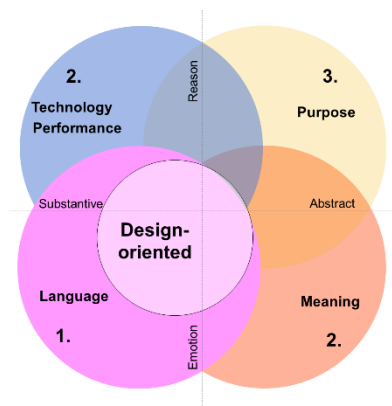 2.
Technology
Performance
Reason
3.
Purpose
Substantive
Abstract
Design-
oriented
Language
1.
Emotion
Meaning
2.